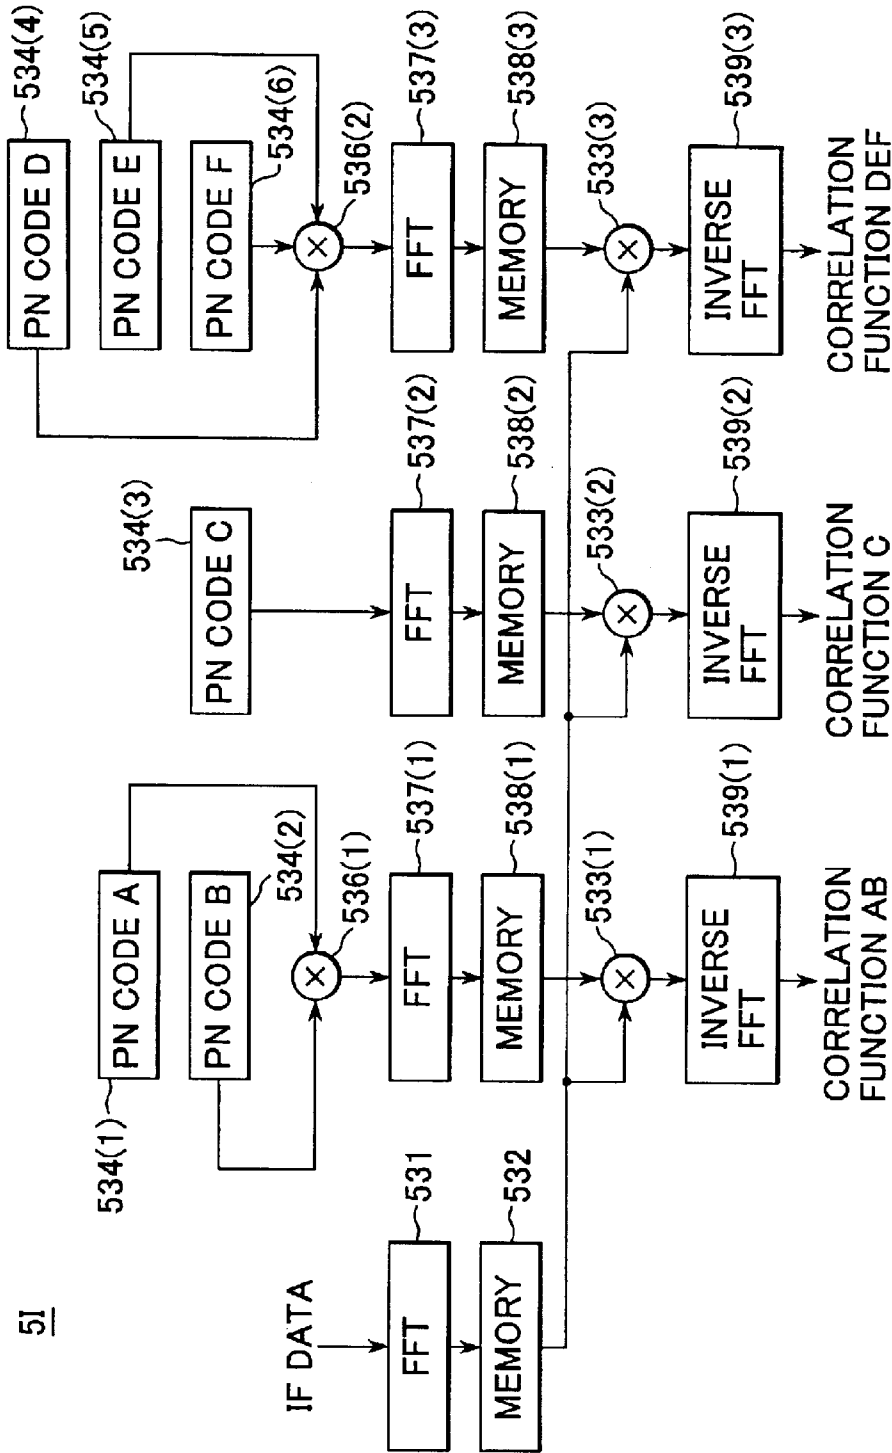 5I
IF DATA
FFT
531
MEMORY
532
534(1)
PN CODE A
PN CODE B
534(2)
536(1)
FFT
537(1)
MEMORY
538(1)
533(1)
INVERSE
FFT
539(1)
CORRELATION
FUNCTION AB
534(3)
PN CODE C
FFT
537(2)
MEMORY
538(2)
533(2)
INVERSE
FFT
539(2)
CORRELATION
FUNCTION C
PN CODE D
534(4)
PN CODE E
534(5)
PN CODE F
534(6)
536(2)
FFT
537(3)
MEMORY
538(3)
533(3)
INVERSE
FFT
539(3)
CORRELATION
FUNCTION DEF